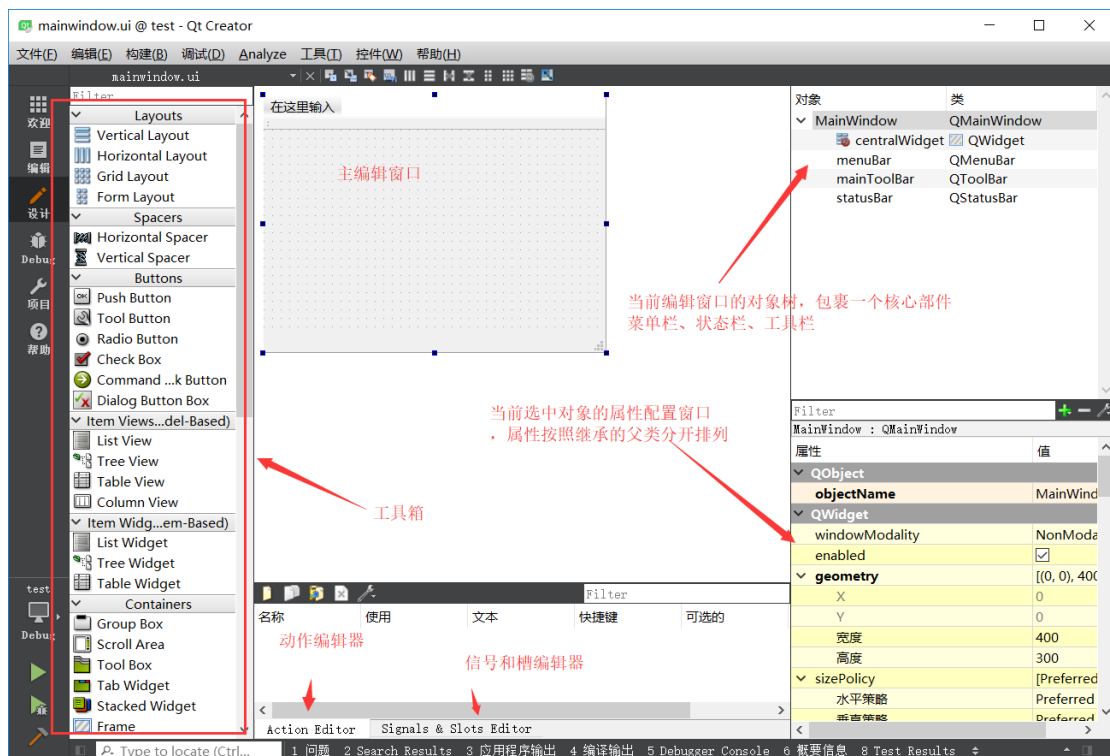 mainwindow.ui @ test - Qt Creator
文件(F) 编辑(E) 构建(B) 调试(D) Analyze 工具(T) 控件(W) 帮助(H)
mainwindow.ui
欢迎
编辑
设计
Debug
项目
帮助
test
Debug
Filter
Layouts
Vertical Layout
Horizontal Layout
Grid Layout
Form Layout
Spacers
Horizontal Spacer
Vertical Spacer
Buttons
Push Button
Tool Button
Radio Button
Check Box
Command ...k Button
Dialog Button Box
Item Views...del-Based)
List View
Tree View
Table View
Column View
Item Widg...em-Based)
List Widget
Tree Widget
Table Widget
Containers
Group Box
Scroll Area
Tool Box
Tab Widget
Stacked Widget
Frame
在这里输入
主编辑窗口
对象 类
MainWindow QMainWindow
centralWidget QWidget
menuBar QMenuBar
mainToolBar QToolBar
statusBar QStatusBar
当前编辑窗口的对象树，包裹一个核心部件
菜单栏、状态栏、工具栏
当前选中对象的属性配置窗口
，属性按照继承的父类分开排列
工具箱
Filter
MainWindow : QMainWindow
属性 值
QObject
objectName MainWind
QWidget
windowModality NonModa
enabled
geometry [(0, 0), 400
X 0
Y 0
宽度 400
高度 300
sizePolicy [Preferred
水平策略 Preferred
垂直策略 Preferred
Filter
名称 使用 文本 快捷键 可选的
动作编辑器
信号和槽编辑器
Action Editor Signals & Slots Editor
Type to locate (Ctrl... 1 问题 2 Search Results 3 应用程序输出 4 编译输出 5 Debugger Console 6 概要信息 8 Test Results